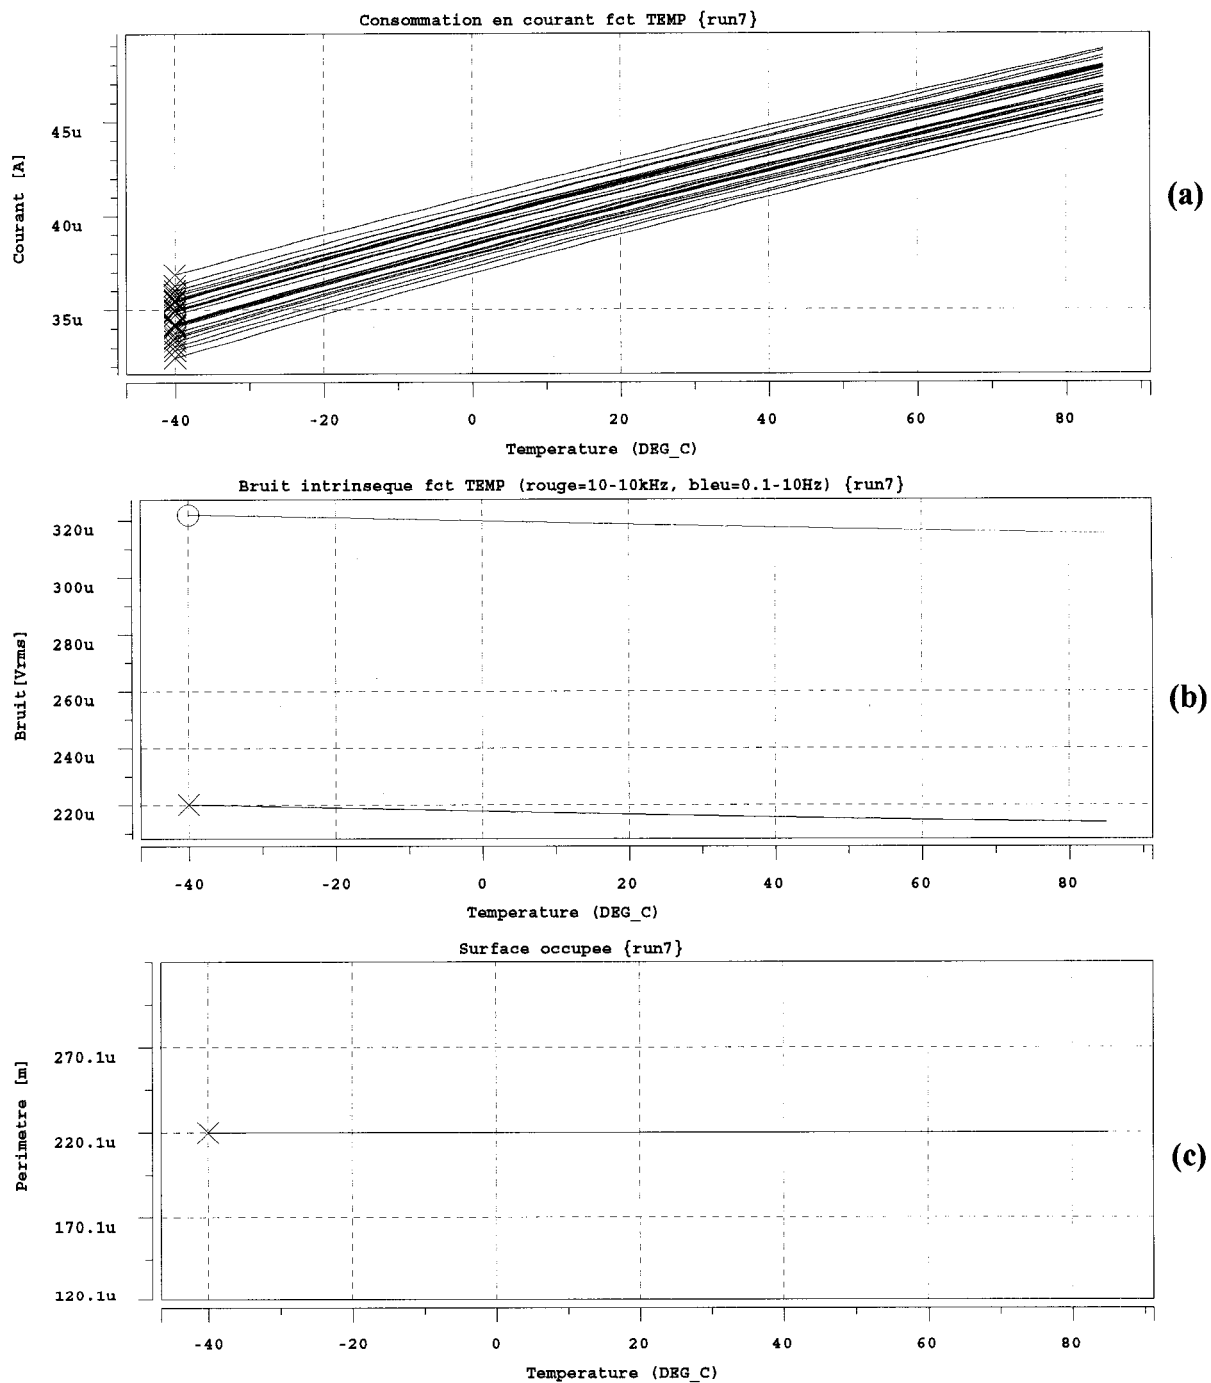 Consommation en courant fct TEMP {run7}
45u
40u
35u
Courant [A]
-40 -20 0 20 40 60 80
Temperature (DEG_C)
(a)
Bruit intrinseque fct TEMP (rouge=10-10kHz, bleu=0.1-10Hz) {run7}
320u
300u
280u
260u
240u
220u
Bruit[Vrms]
-40 -20 0 20 40 60 80
Temperature (DEG_C)
(b)
Surface occupee {run7}
270.1u
220.1u
170.1u
120.1u
Perimetre [m]
-40 -20 0 20 40 60 80
Temperature (DEG_C)
(c)